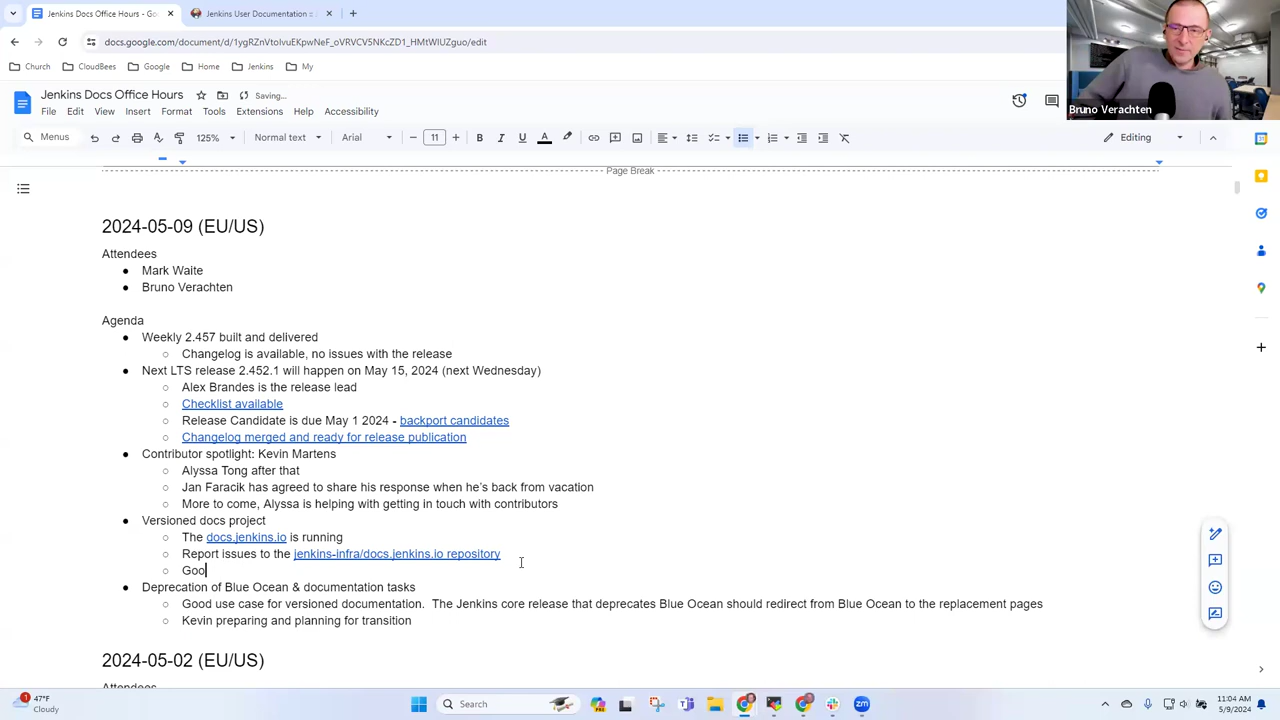 Jenkins Docs Office Hours - Go
Jenkins User Documentation ::
docs.google.com/document/d/1ygRZnVtoIvuEKpwNeF_oVRVCV5NKcZD1_HMtWIUZguo/edit
Church
CloudBees
Google
Home
Jenkins
My
Bruno Verachten
Jenkins Docs Office Hours
Saving...
File Edit View Insert Format Tools Extensions Help Accessibility
Menus
125%
Normal text
Arial
11
Editing
Page Break
2024-05-09 (EU/US)
Attendees
● Mark Waite
● Bruno Verachten
Agenda
● Weekly 2.457 built and delivered
○ Changelog is available, no issues with the release
● Next LTS release 2.452.1 will happen on May 15, 2024 (next Wednesday)
○ Alex Brandes is the release lead
○ Checklist available
○ Release Candidate is due May 1 2024 - backport candidates
○ Changelog merged and ready for release publication
● Contributor spotlight: Kevin Martens
○ Alyssa Tong after that
○ Jan Faracik has agreed to share his response when he's back from vacation
○ More to come, Alyssa is helping with getting in touch with contributors
● Versioned docs project
○ The docs.jenkins.io is running
○ Report issues to the jenkins-infra/docs.jenkins.io repository
○ Goo
● Deprecation of Blue Ocean & documentation tasks
○ Good use case for versioned documentation. The Jenkins core release that deprecates Blue Ocean should redirect from Blue Ocean to the replacement pages
○ Kevin preparing and planning for transition
2024-05-02 (EU/US)
Attendees
1
47°F
Cloudy
Search
11:04 AM
5/9/2024